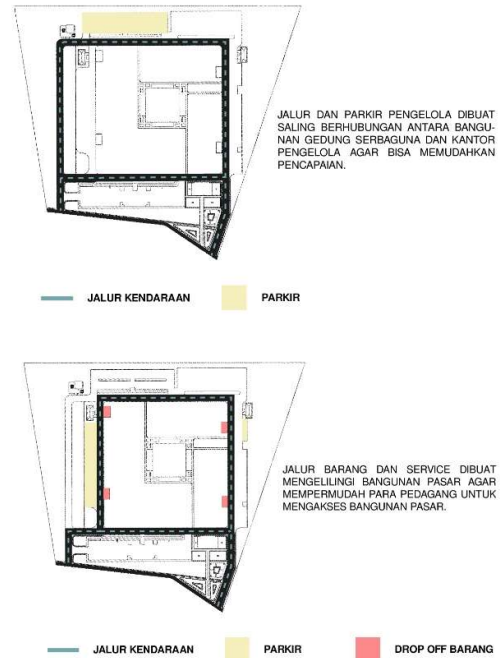 JALUR DAN PARKIR PENGELOLA DIBUAT
SALING BERHUBUNGAN ANTARA BANGU-
NAN GEDUNG SERBAGUNA DAN KANTOR
PENGELOLA AGAR BISA MEMUDAHKAN
PENCAPAIAN.
JALUR KENDARAAN
PARKIR
JALUR BARANG DAN SERVICE DIBUAT
MENGELILINGI BANGUNAN PASAR AGAR
MEMPERMUDAH PARA PEDAGANG UNTUK
MENGAKSES BANGUNAN PASAR.
JALUR KENDARAAN
PARKIR
DROP OFF BARANG